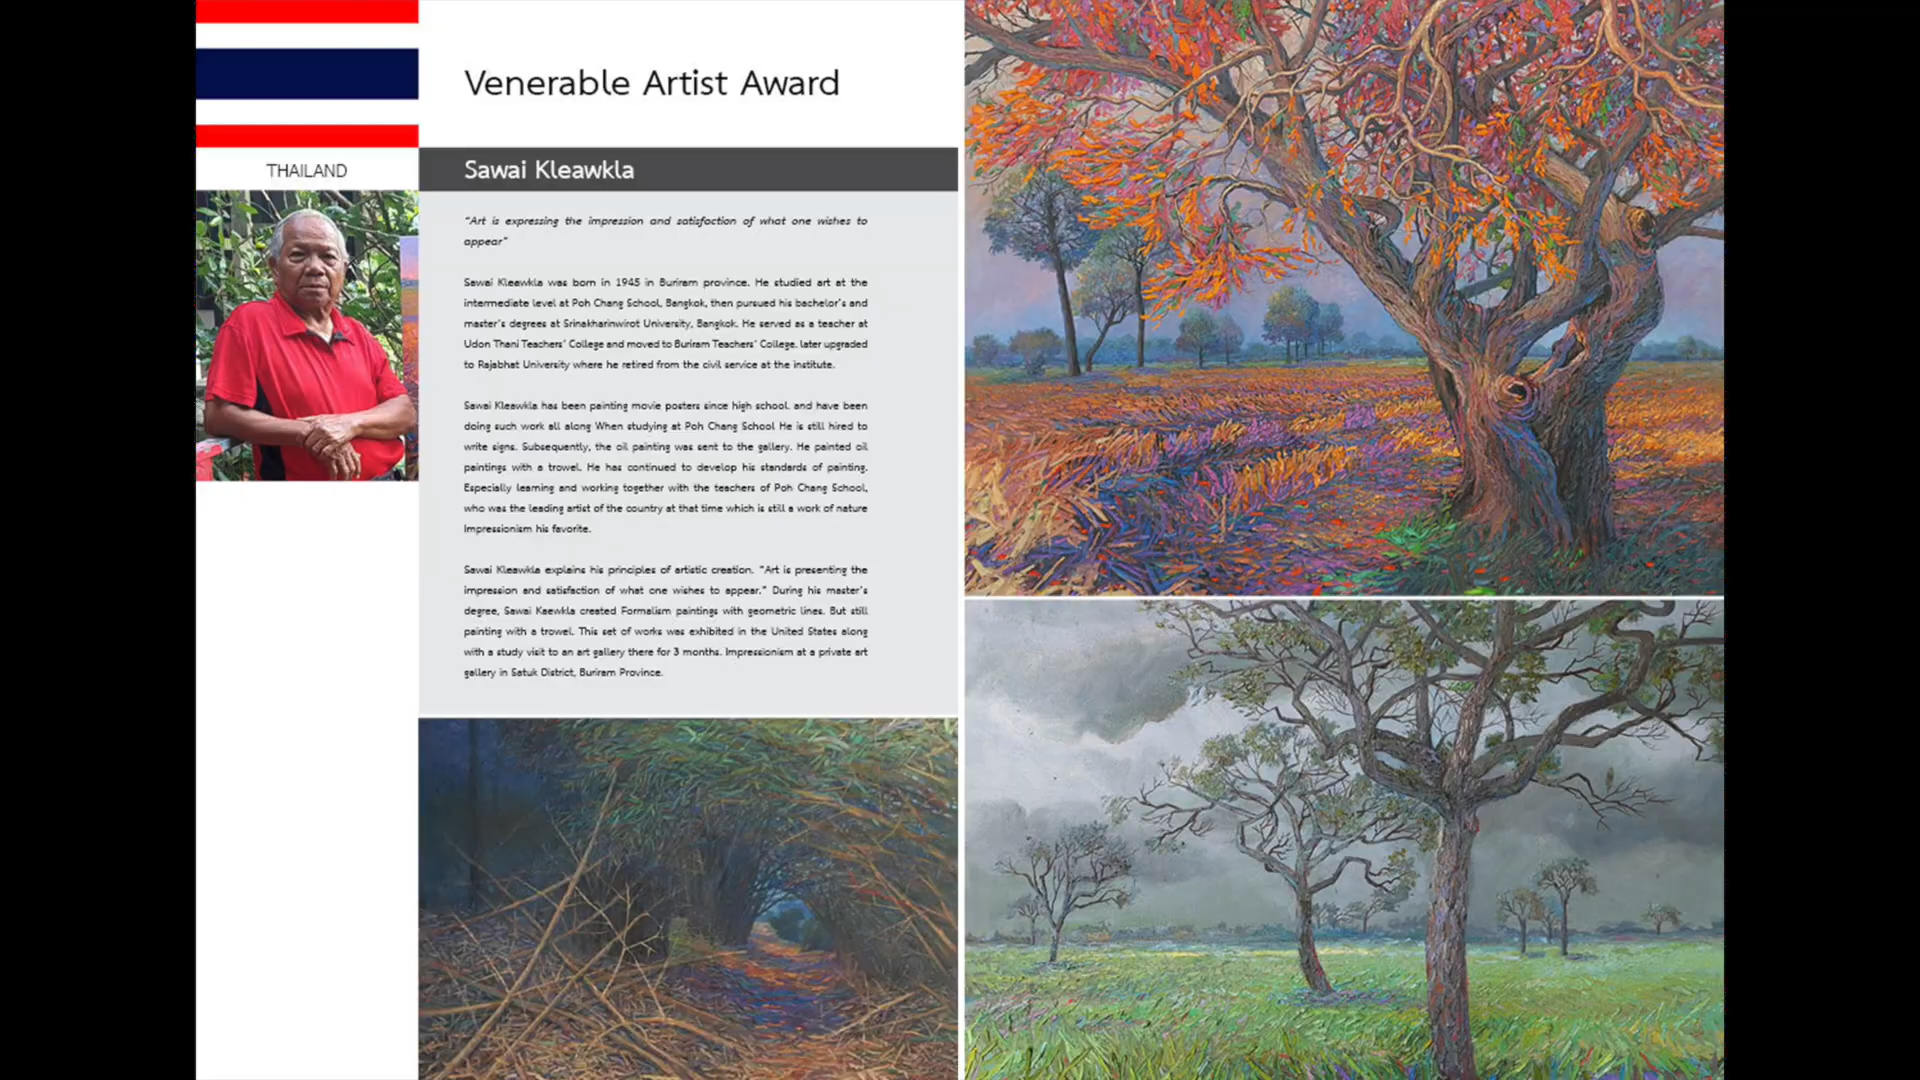 Venerable Artist Award
THAILAND
Sawai Kleawkla
"Art is expressing the impression and satisfaction of what one wishes to
appear"
Sawai Kleawkla was born in 1945 in Buriram province. He studied art at the
intermediate level at Poh Chang School, Bangkok, then pursued his bachelor's and
master's degrees at Srinakharinwirot University, Bangkok. He served as a teacher at
Udon Thani Teachers' College and moved to Buriram Teachers' College. later upgraded
to Rajabhat University where he retired from the civil service at the institute.
Sawai Kleawkla has been painting movie posters since high school. and have been
doing such work all along When studying at Poh Chang School He is still hired to
write signs. Subsequently, the oil painting was sent to the gallery. He painted oil
paintings with a trowel. He has continued to develop his standards of painting.
Especially learning and working together with the teachers of Poh Chang School,
who was the leading artist of the country at that time which is still a work of nature
Impressionism his favorite.
Sawai Kleawkla explains his principles of artistic creation. "Art is presenting the
impression and satisfaction of what one wishes to appear." During his master's
degree, Sawai Kaewkla created Formalism paintings with geometric lines. But still
painting with a trowel. This set of works was exhibited in the United States along
with a study visit to an art gallery there for 3 months. Impressionism at a private art
gallery in Satuk District, Buriram Province.